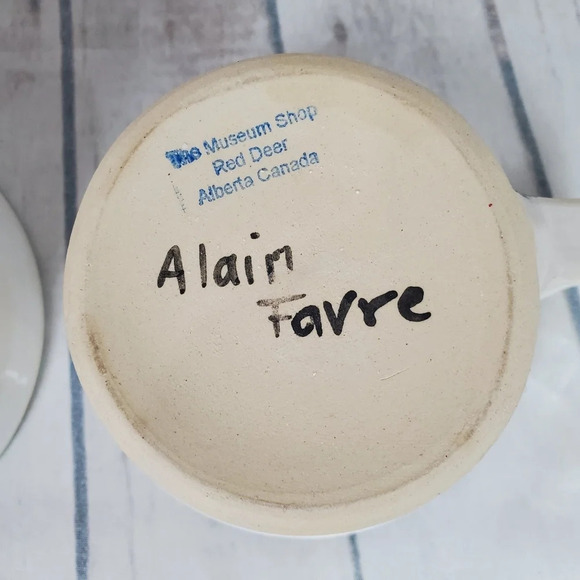 The Museum Shop
Red Deer
Alberta Canada
Alain
Favre